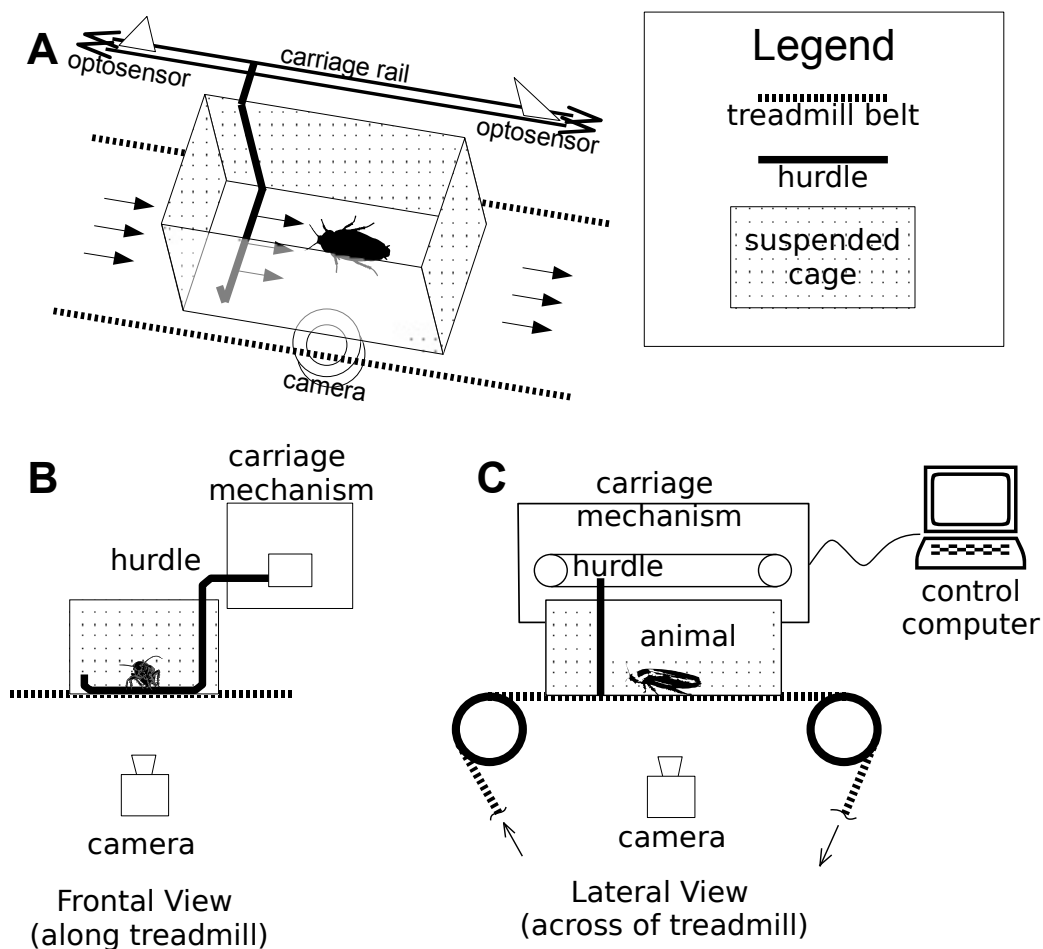 A
optosensor
carriage rail
optosensor
camera
Legend
treadmill belt
hurdle
suspended
cage
B
carriage
mechanism
hurdle
camera
Frontal View
(along treadmill)
C
carriage
mechanism
hurdle
animal
control
computer
camera
Lateral View
(across of treadmill)